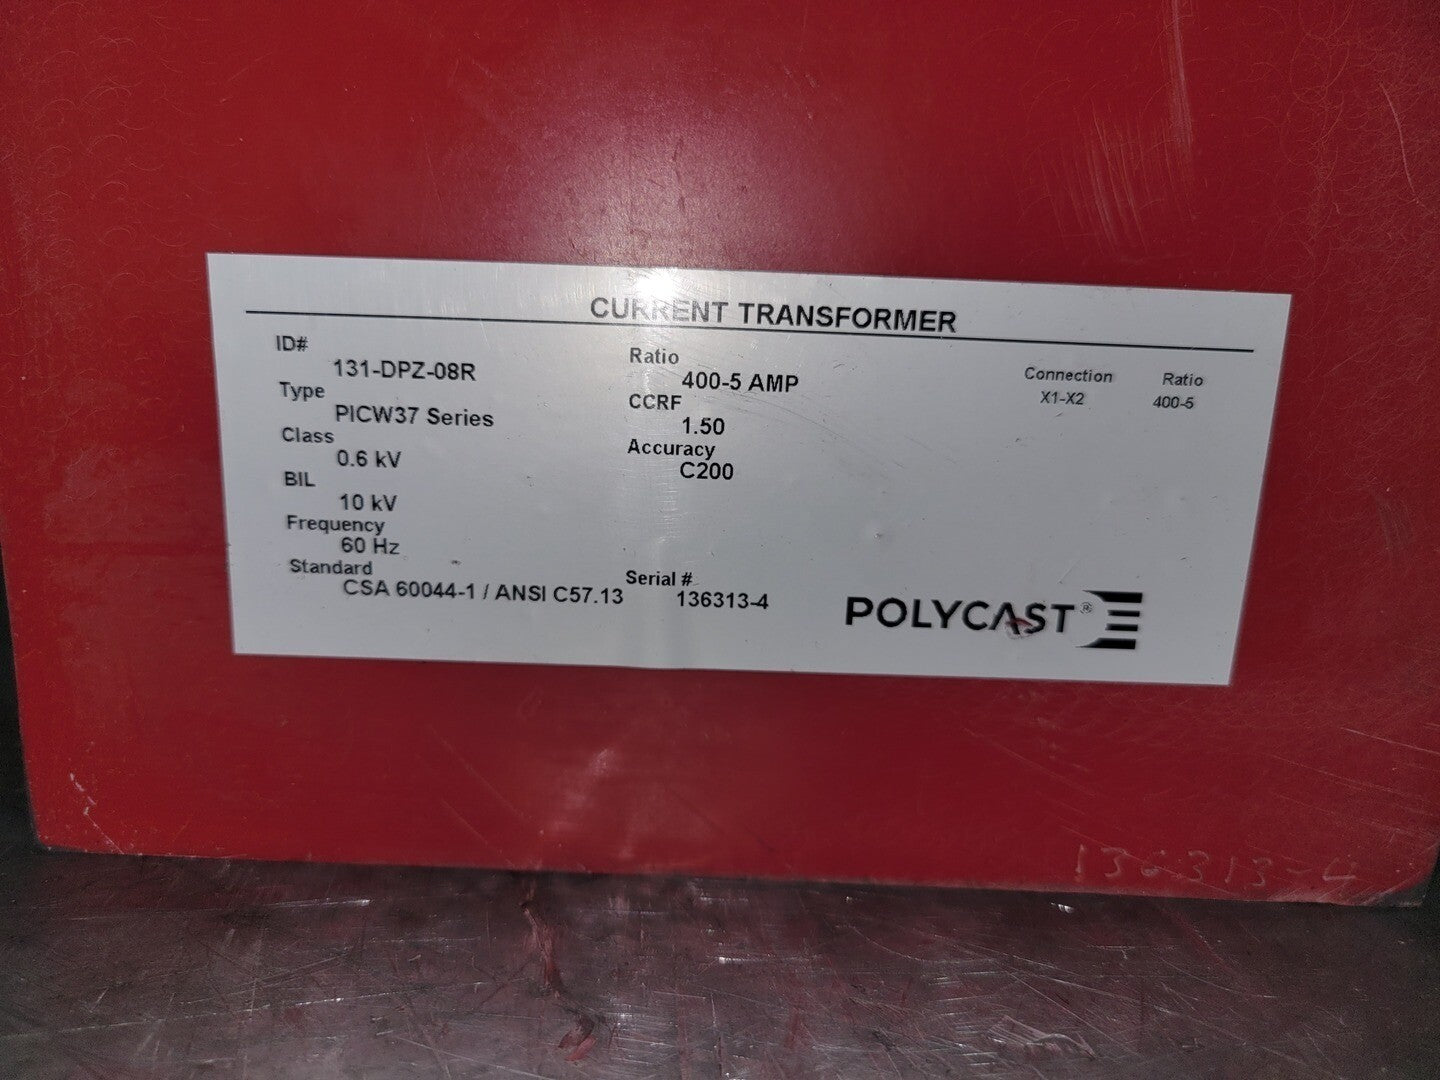 CURRENT TRANSFORMER
ID#
131-DPZ-08R
Type
PICW37 Series
Class
0.6 kV
BIL
10 kV
Frequency
60 Hz
Standard
CSA 60044-1 / ANSI C57.13
Ratio
400-5 AMP
CCRF
1.50
Accuracy
C200
Serial #
136313-4
Connection Ratio
X1-X2 400-5
POLYCAST®
136313-4